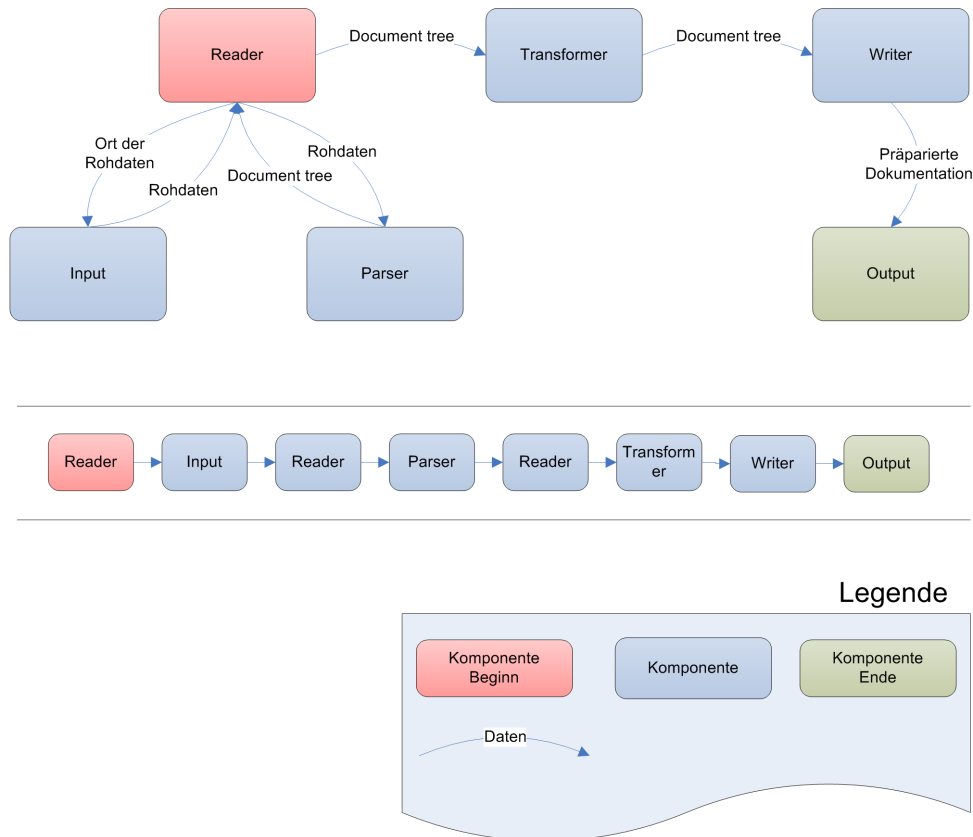 Reader
Document tree
Transformer
Document tree
Writer
Ort der
Rohdaten
Rohdaten
Document tree
Rohdaten
Präparierte
Dokumentation
Input
Parser
Output
Reader
Input
Reader
Parser
Reader
Transform
er
Writer
Output
Legende
Komponente
Beginn
Komponente
Komponente
Ende
Daten